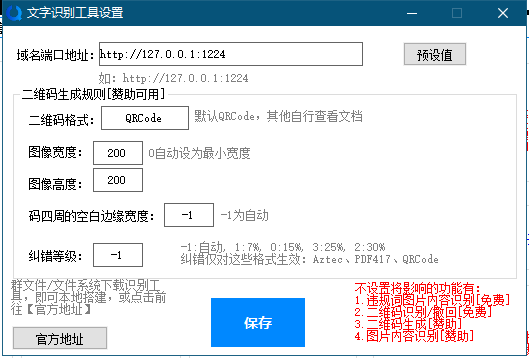 文字识别工具设置
域名端口地址：
http://127.0.0.1:1224
预设值
如：http://127.0.0.1:1224
二维码生成规则[赞助可用]
二维码格式：
QRCode
默认QRCode，其他自行查看文档
图像宽度：
200
0自动设为最小宽度
图像高度：
200
码四周的空白边缘宽度：
-1
-1为自动
纠错等级：
-1
-1:自动, 1:7%, 0:15%, 3:25%, 2:30%
纠错仅对这些格式生效：Aztec、PDF417、QRCode
群文件/文件系统下载识别工
具，即可本地搭建，或点击前
往【官方地址】
官方地址
保存
不设置将影响的功能有：
1.违规词图片内容识别[免费]
2.二维码识别/撤回[免费]
3.二维码生成[赞助]
4.图片内容识别[赞助]